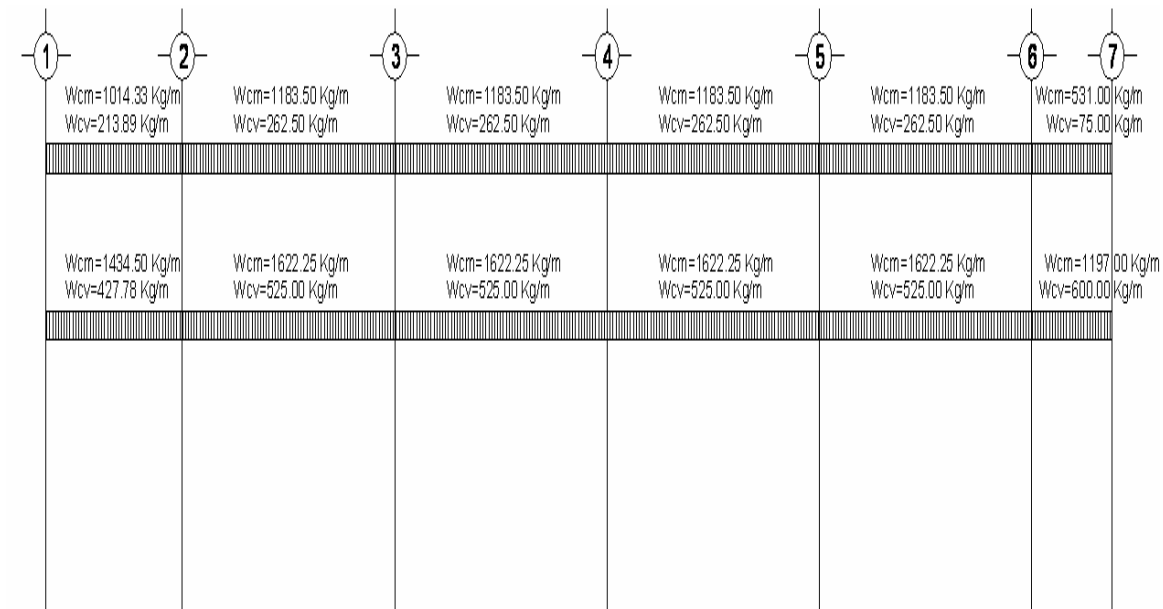 1 2 3 4 5 6 7
Wcm=1014.33 Kg/m Wcm=1183.50 Kg/m Wcm=1183.50 Kg/m Wcm=1183.50 Kg/m Wcm=1183.50 Kg/m Wcm=531.00 Kg/m
Wcv=213.89 Kg/m Wcv=262.50 Kg/m Wcv=262.50 Kg/m Wcv=262.50 Kg/m Wcv=262.50 Kg/m Wcv=75.00 Kg/m
Wcm=1434.50 Kg/m Wcm=1622.25 Kg/m Wcm=1622.25 Kg/m Wcm=1622.25 Kg/m Wcm=1622.25 Kg/m Wcm=1197.00 Kg/m
Wcv=427.78 Kg/m Wcv=525.00 Kg/m Wcv=525.00 Kg/m Wcv=525.00 Kg/m Wcv=525.00 Kg/m Wcv=600.00 Kg/m